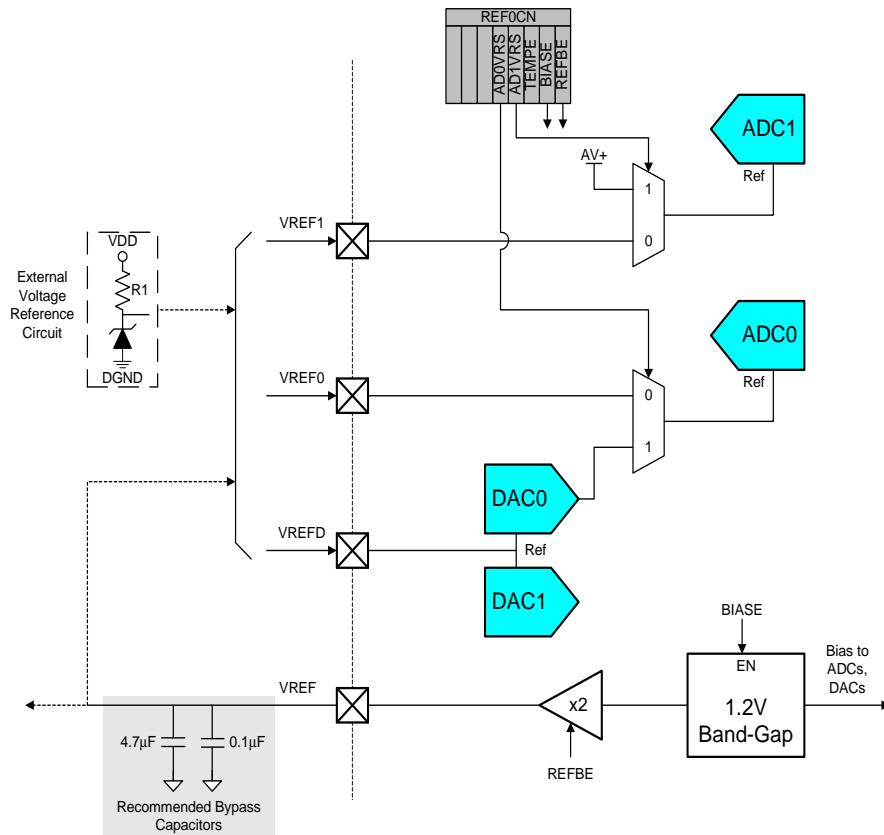 REF0CN
AD0VRS
AD1VRS
TEMPE
BIASE
REFBE
ADC1
Ref
AV+
1
0
VREF1
VDD
R1
DGND
External
Voltage
Reference
Circuit
ADC0
Ref
VREF0
0
1
DAC0
VREFD
Ref
DAC1
BIASE
EN
1.2V
Band-Gap
Bias to
ADCs,
DACs
VREF
x2
REFBE
4.7µF
0.1µF
Recommended Bypass
Capacitors